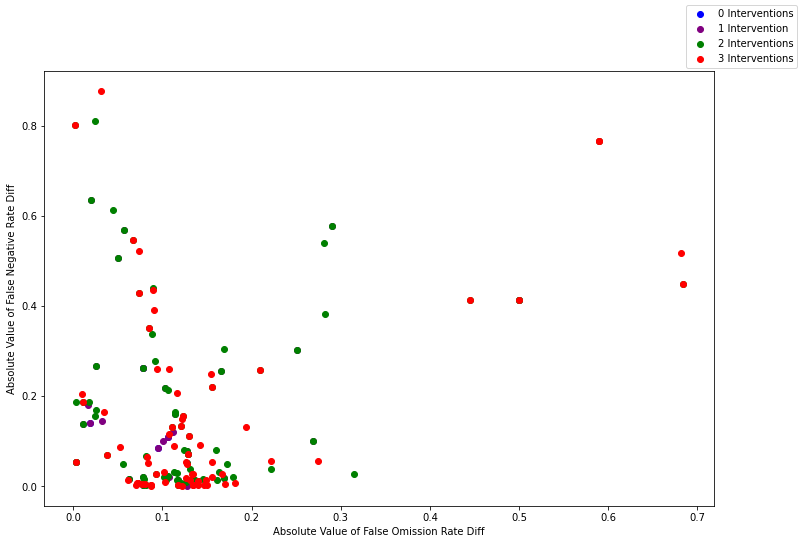 0 Interventions
1 Intervention
2 Interventions
3 Interventions
0.8
0.6
0.4
0.2
0.0
Absolute Value of False Negative Rate Diff
0.0 0.1 0.2 0.3 0.4 0.5 0.6 0.7
Absolute Value of False Omission Rate Diff